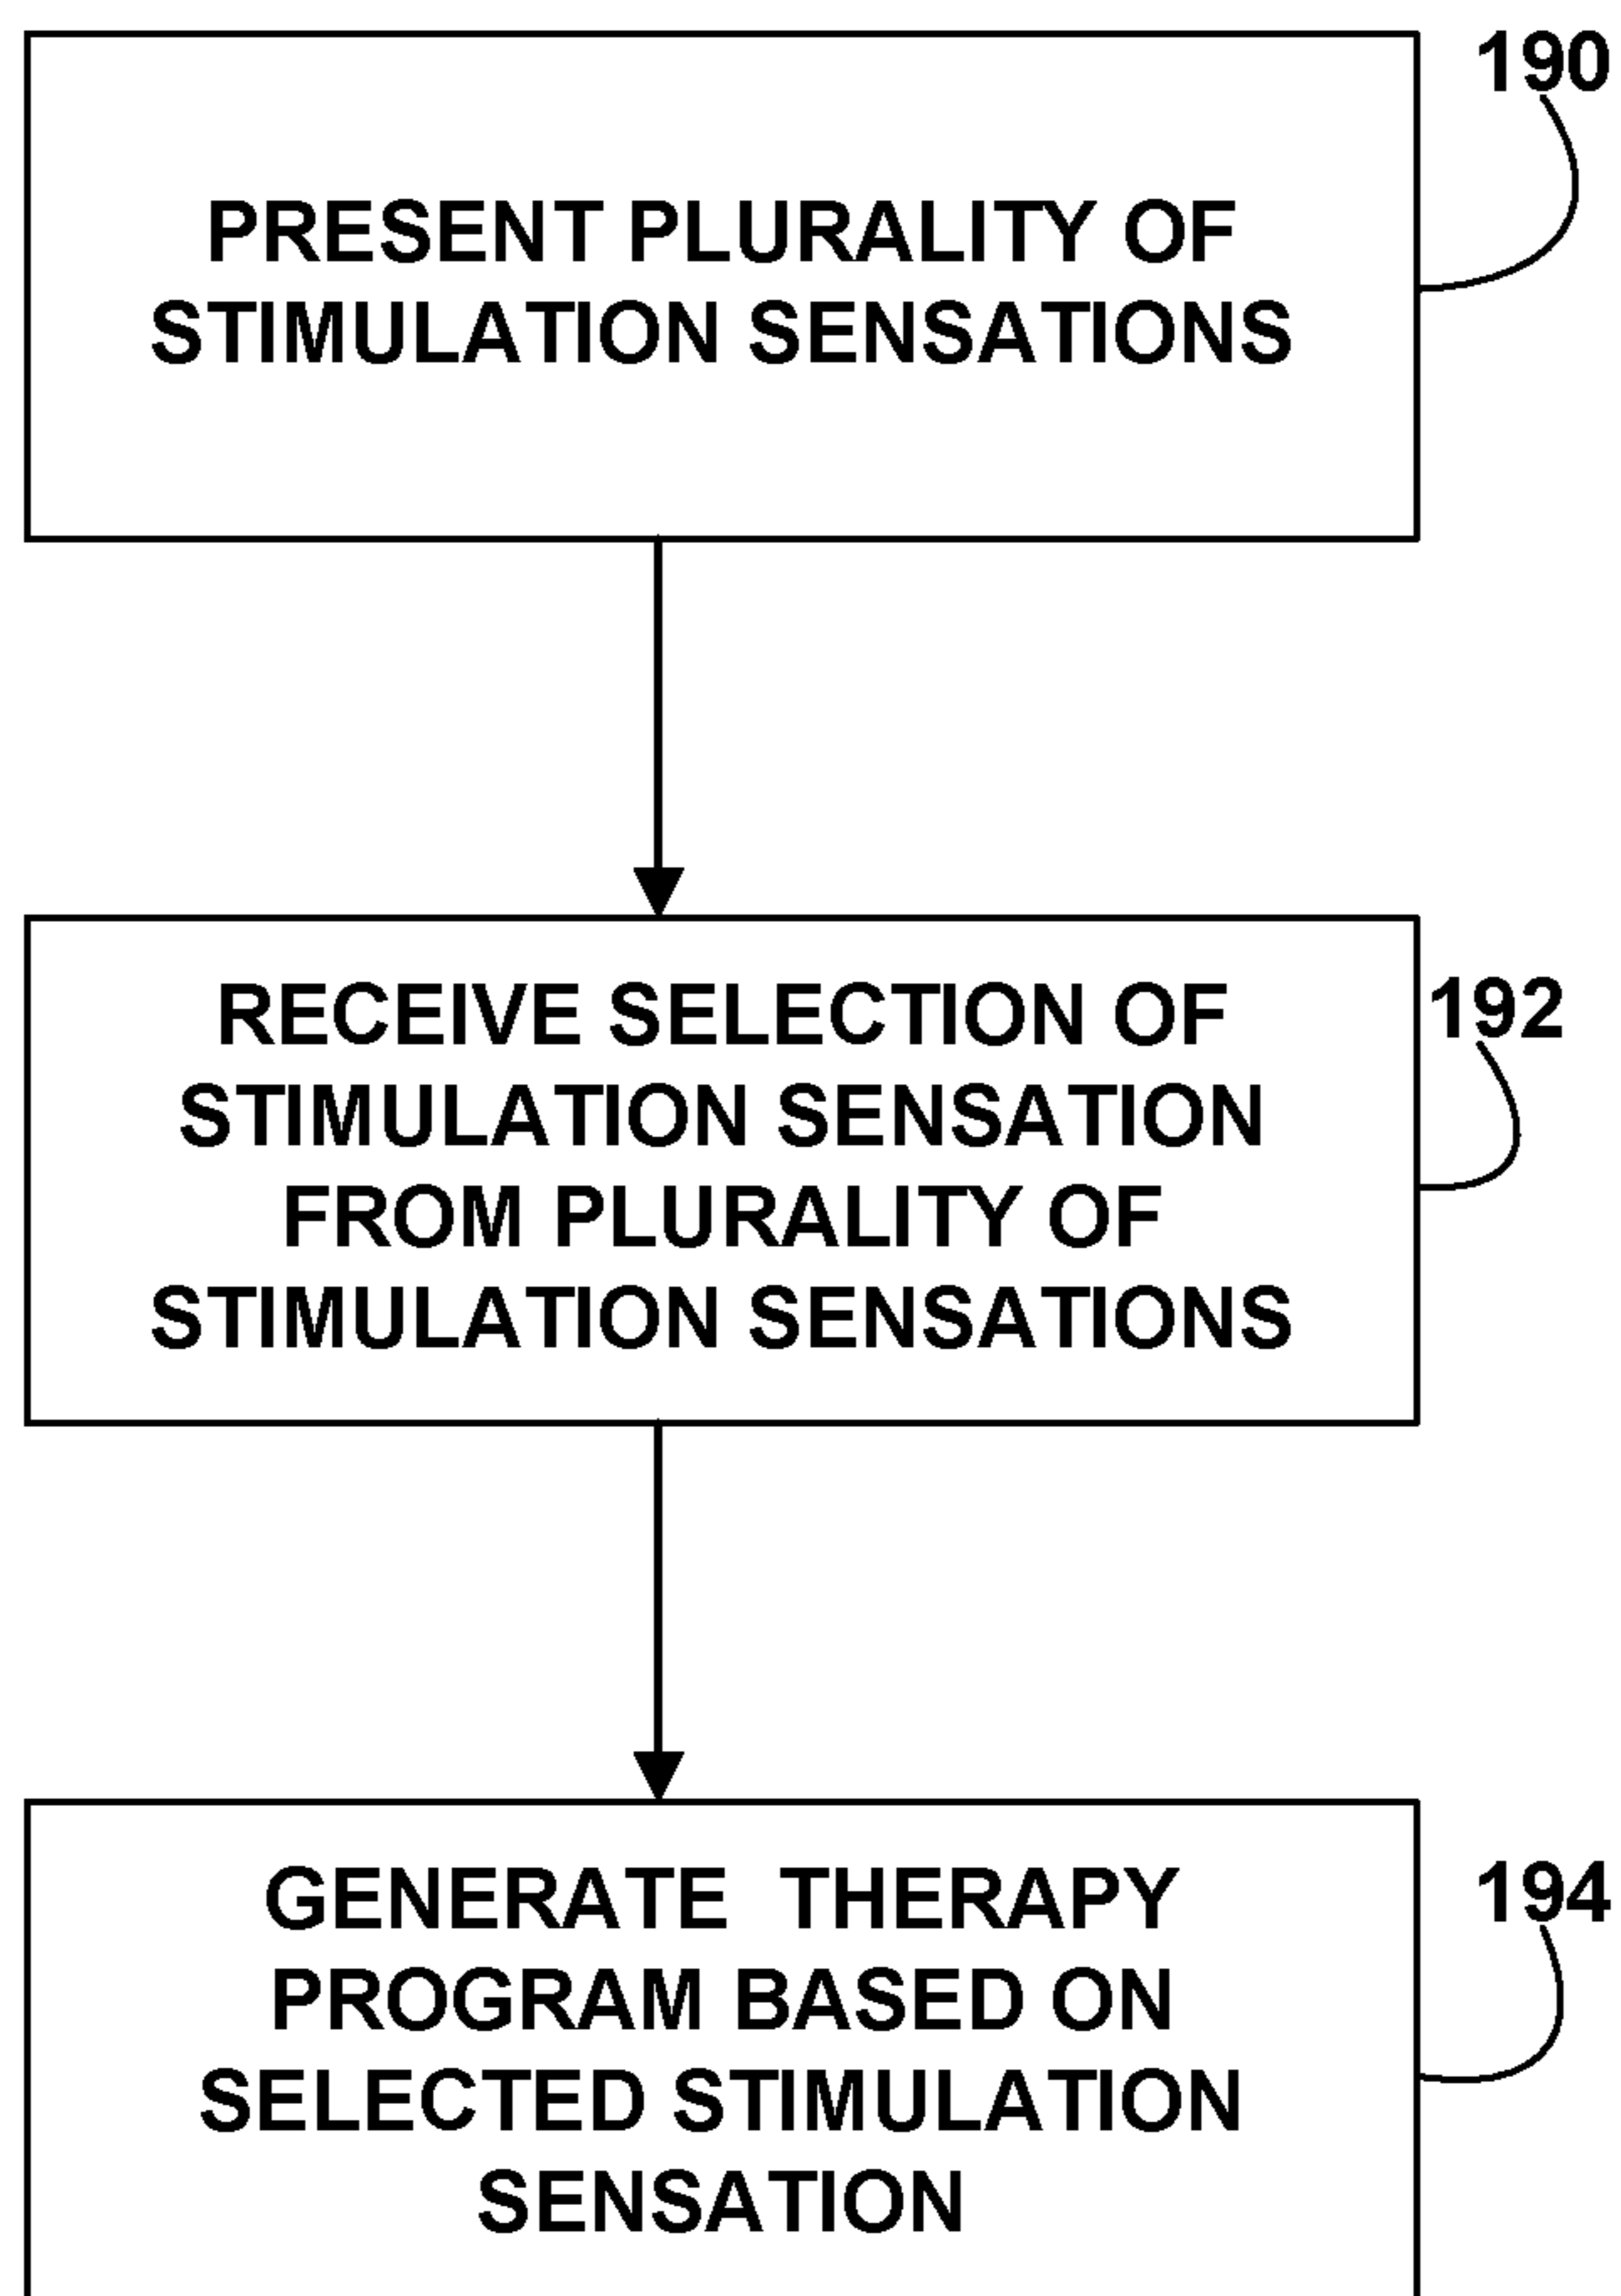 190
PRESENT PLURALITY OF
STIMULATION SENSATIONS
RECEIVE SELECTION OF
192
STIMULATION SENSATION
FROM PLURALITY OF
STIMULATION SENSATIONS
GENERATE THERAPY
194
PROGRAM BASED ON
SELECTED STIMULATION
SENSATION